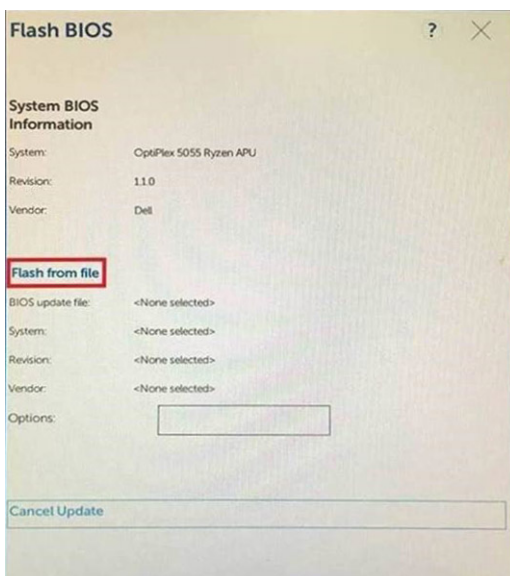 Flash BIOS ?
System BIOS
Information
System: OptiPlex 5055 Ryzen APU
Revision: 1.1.0
Vendor: Dell
Flash from file
BIOS update file: <None selected>
System: <None selected>
Revision: <None selected>
Vendor: <None selected>
Options:
Cancel Update